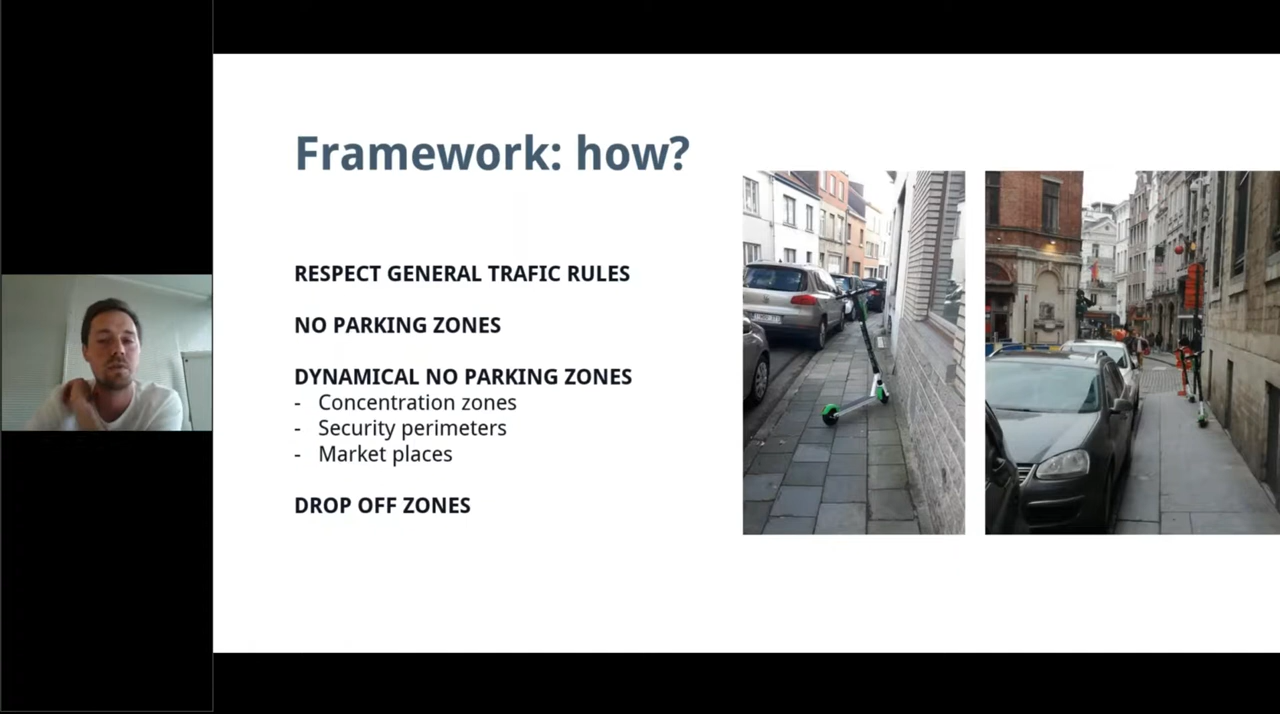 Framework: how?
RESPECT GENERAL TRAFIC RULES
NO PARKING ZONES
DYNAMICAL NO PARKING ZONES
- Concentration zones
- Security perimeters
- Market places
DROP OFF ZONES